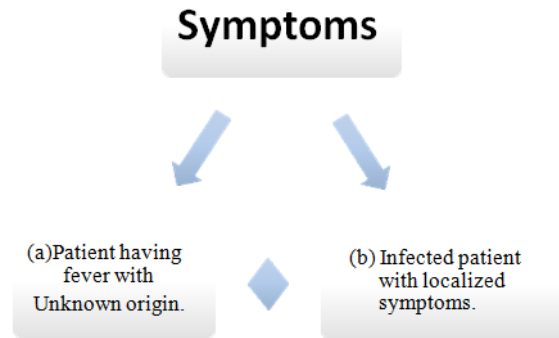 Symptoms
(a)Patient having
fever with
Unknown origin.
(b) Infected patient
with localized
symptoms.